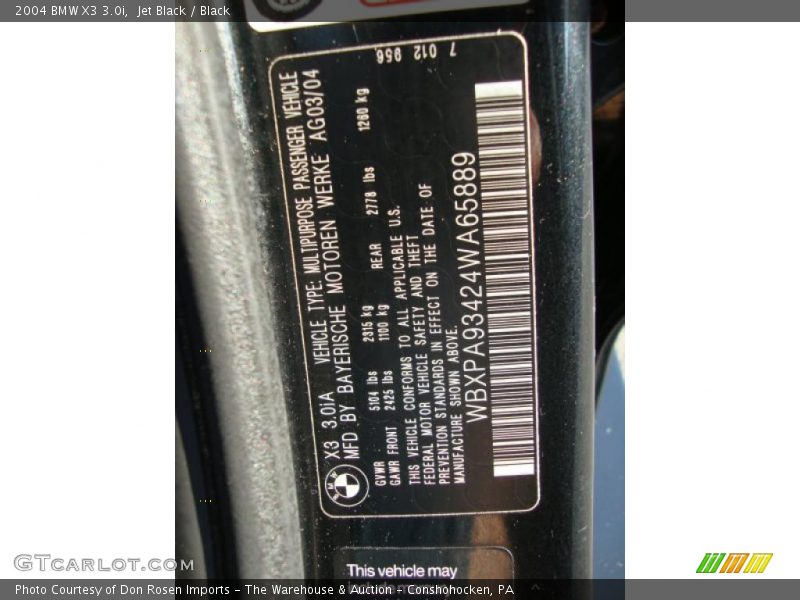 2004 BMW X3 3.0i, Jet Black / Black
X3 3.0iA VEHICLE TYPE: MULTIPURPOSE PASSENGER VEHICLE
MFD BY BAYERISCHE MOTOREN WERKE AG03/04
GVWR 5104 lbs 2315 kg
GAWR FRONT 2425 lbs 1100 kg REAR 2778 lbs 1260 kg
THIS VEHICLE CONFORMS TO ALL APPLICABLE U.S.
FEDERAL MOTOR VEHICLE SAFETY AND THEFT
PREVENTION STANDARDS IN EFFECT ON THE DATE OF
MANUFACTURE SHOWN ABOVE.
WBXPA93424WA65889
7 012 956
BMW
This vehicle may
GTCARLOT.COM
Photo Courtesy of Don Rosen Imports - The Warehouse & Auction - Conshohocken, PA